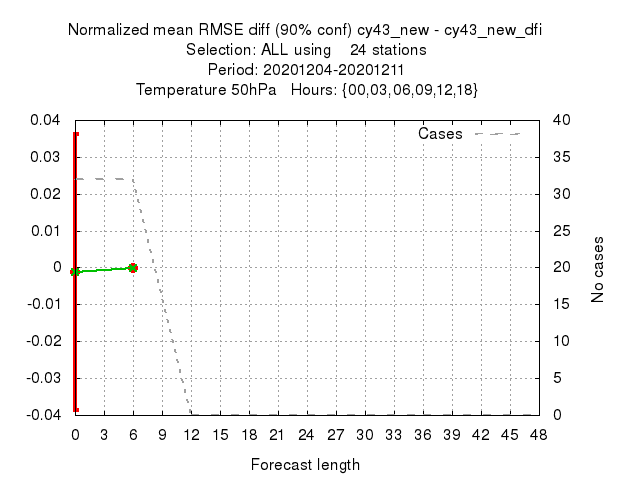 Normalized mean RMSE diff (90% conf) cy43_new - cy43_new_dfi
Selection: ALL using    24 stations
Period: 20201204-20201211
Temperature 50hPa   Hours: {00,03,06,09,12,18}
Cases
0.04
0.03
0.02
0.01
0
-0.01
-0.02
-0.03
-0.04
40
35
30
25
20
15
10
5
0
No cases
0 3 6 9 12 15 18 21 24 27 30 33 36 39 42 45 48
Forecast length